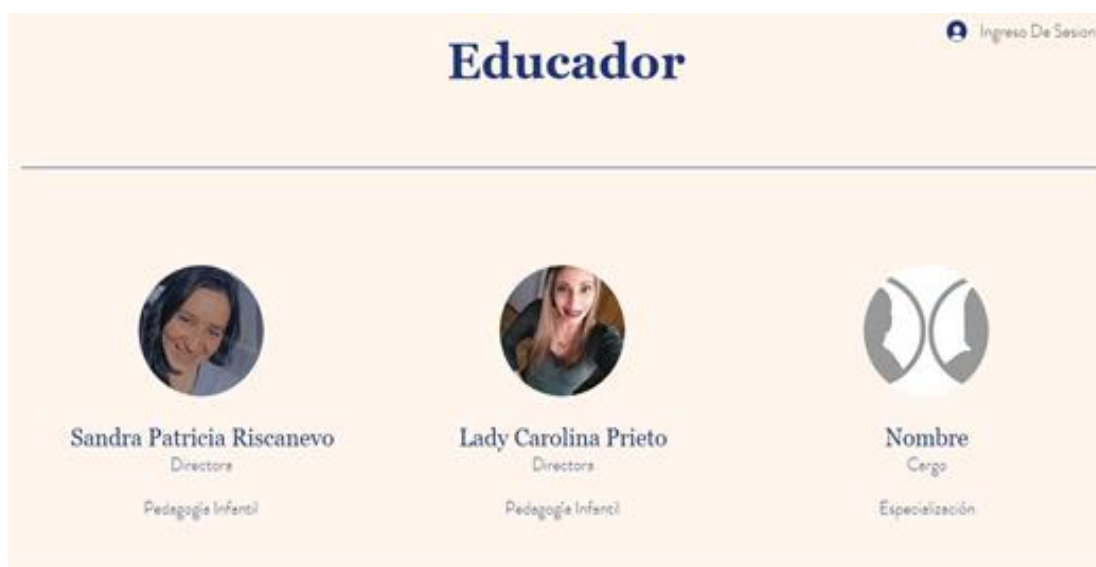 Ingreso De Sesion
Educador
Sandra Patricia Riscanevo
Directora
Pedagogía Infantil
Lady Carolina Prieto
Directora
Pedagogía Infantil
Nombre
Cargo
Especialización